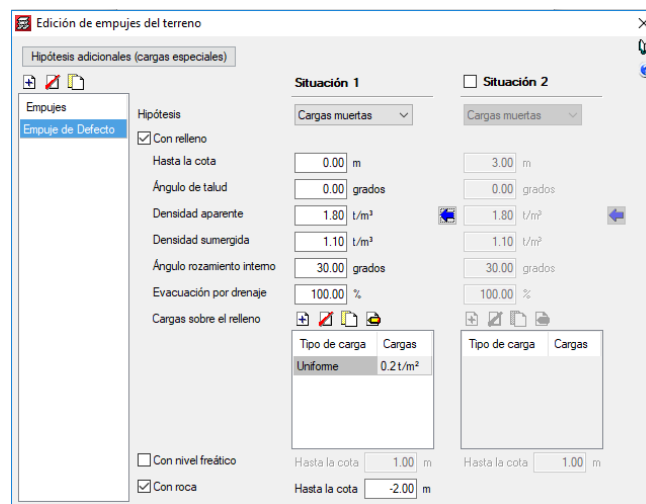 Edición de empujes del terreno
Hipótesis adicionales (cargas especiales)
Situación 1 Situación 2
Empujes
Empuje de Defecto
Hipótesis Cargas muertas Cargas muertas
Con relleno
Hasta la cota 0.00 m 3.00 m
Ángulo de talud 0.00 grados 0.00 grados
Densidad aparente 1.80 t/m³ 1.80 t/m³
Densidad sumergida 1.10 t/m³ 1.10 t/m³
Ángulo rozamiento interno 30.00 grados 30.00 grados
Evacuación por drenaje 100.00 % 100.00 %
Cargas sobre el relleno
Tipo de carga Cargas Tipo de carga Cargas
Uniforme 0.2 t/m²
Con nivel freático Hasta la cota 1.00 m Hasta la cota 1.00 m
Con roca Hasta la cota -2.00 m